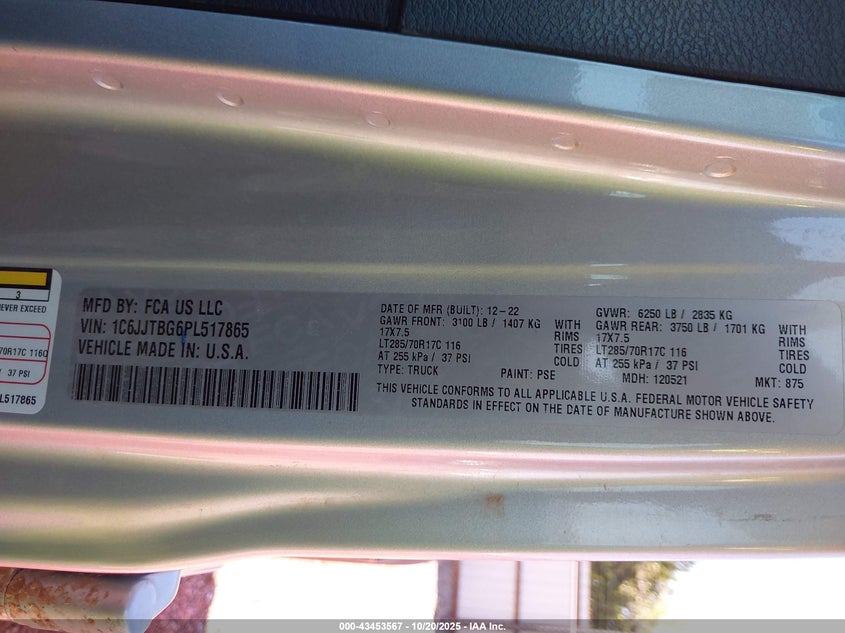 3
NEVER EXCEED
/70R17C 116Q
/ 37 PSI
L517865
MFD BY: FCA US LLC
VIN: 1C6JJTBG6PL517865
VEHICLE MADE IN: U.S.A.
DATE OF MFR (BUILT): 12-22
GAWR FRONT: 3100 LB / 1407 KG
17X7.5 WITH RIMS
LT285/70R17C 116 TIRES
AT 255 kPa / 37 PSI COLD
TYPE: TRUCK PAINT: PSE
GVWR: 6250 LB / 2835 KG
GAWR REAR: 3750 LB / 1701 KG
17X7.5 WITH RIMS
LT285/70R17C 116 TIRES
AT 255 kPa / 37 PSI COLD
MDH: 120521 MKT: 875
THIS VEHICLE CONFORMS TO ALL APPLICABLE U.S.A. FEDERAL MOTOR VEHICLE SAFETY
STANDARDS IN EFFECT ON THE DATE OF MANUFACTURE SHOWN ABOVE.
000-43453567 - 10/20/2025 - IAA Inc.